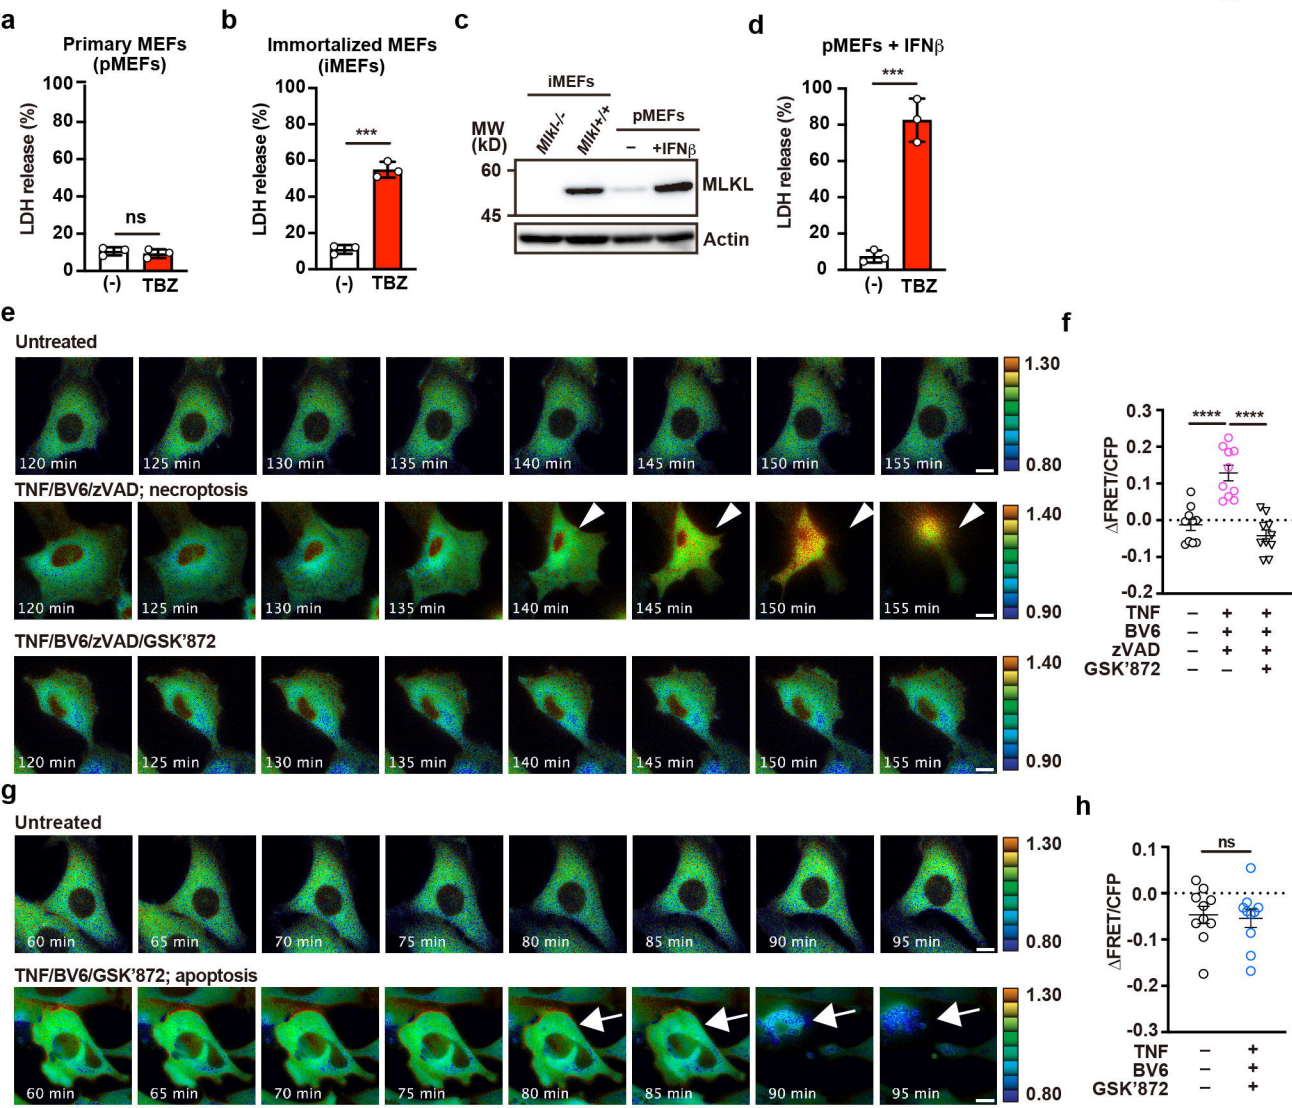 a
Primary MEFs
(pMEFs)
LDH release (%)
100
80
60
40
20
0
ns
(-)
TBZ
b
Immortalized MEFs
(iMEFs)
LDH release (%)
100
80
60
40
20
0
***
(-)
TBZ
c
iMEFs
pMEFs
MW
(kD)
Mlkl-/-
Mlkl+/+
–
+IFNβ
60
45
MLKL
Actin
d
pMEFs + IFNβ
LDH release (%)
100
80
60
40
20
0
***
(-)
TBZ
e
Untreated
120 min
125 min
130 min
135 min
140 min
145 min
150 min
155 min
1.30
0.80
TNF/BV6/zVAD; necroptosis
120 min
125 min
130 min
135 min
140 min
145 min
150 min
155 min
1.40
0.90
TNF/BV6/zVAD/GSK'872
120 min
125 min
130 min
135 min
140 min
145 min
150 min
155 min
1.40
0.90
f
ΔFRET/CFP
0.3
0.2
0.1
0.0
-0.1
-0.2
**** ****
TNF – + +
BV6 – + +
zVAD – + +
GSK'872 – – +
g
Untreated
60 min
65 min
70 min
75 min
80 min
85 min
90 min
95 min
1.30
0.80
TNF/BV6/GSK'872; apoptosis
60 min
65 min
70 min
75 min
80 min
85 min
90 min
95 min
1.30
0.80
h
ΔFRET/CFP
0.1
0.0
-0.1
-0.2
-0.3
ns
TNF – +
BV6 – +
GSK'872 – +